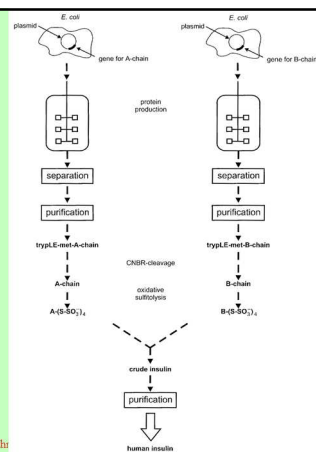 E. coli
E. coli
plasmid
plasmid
gene for A-chain
gene for B-chain
protein
production
separation
separation
purification
purification
trypLE-met-A-chain
trypLE-met-B-chain
CNBR-cleavage
A-chain
B-chain
oxidative
sulfitolysis
A-(S-SO₃⁻)₄
B-(S-SO₃⁻)₄
crude insulin
purification
human insulin